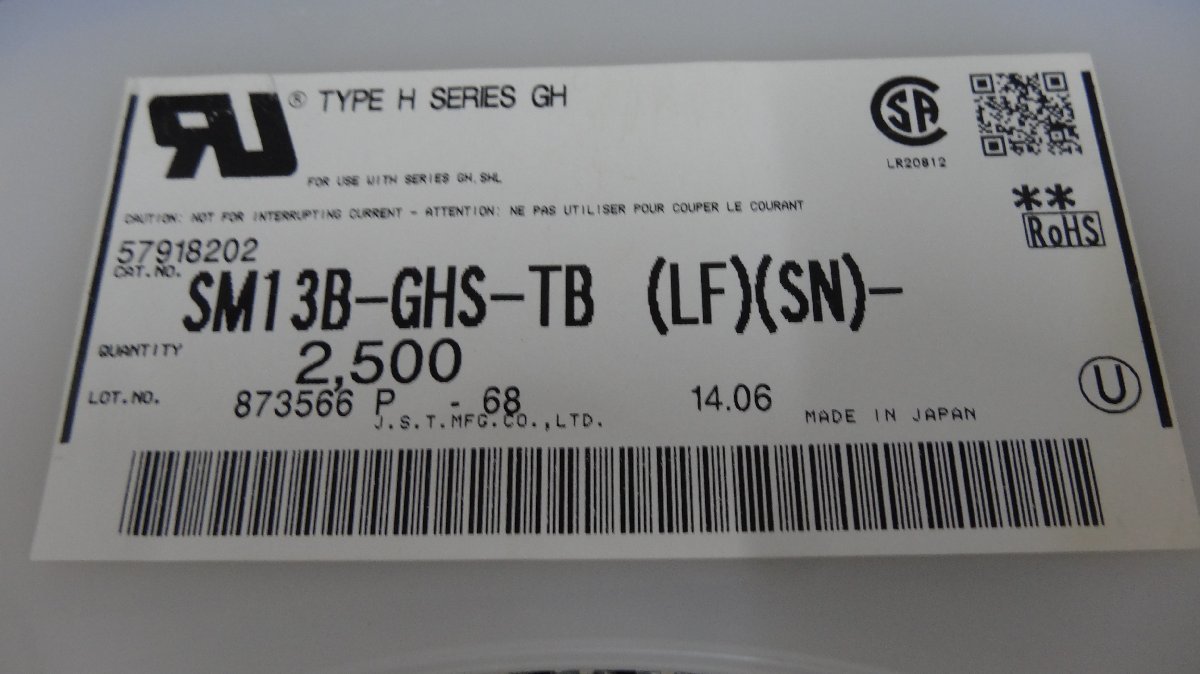 RU® TYPE H SERIES GH
SA
LR20812
FOR USE WITH SERIES GH,SHL
CAUTION: NOT FOR INTERRUPTING CURRENT - ATTENTION: NE PAS UTILISER POUR COUPER LE COURANT
**
RoHS
57918202
CAT.NO. SM13B-GHS-TB (LF)(SN)-
QUANTITY 2,500
LOT.NO. 873566 P - 68 14.06
J.S.T.MFG.CO.,LTD. MADE IN JAPAN
U